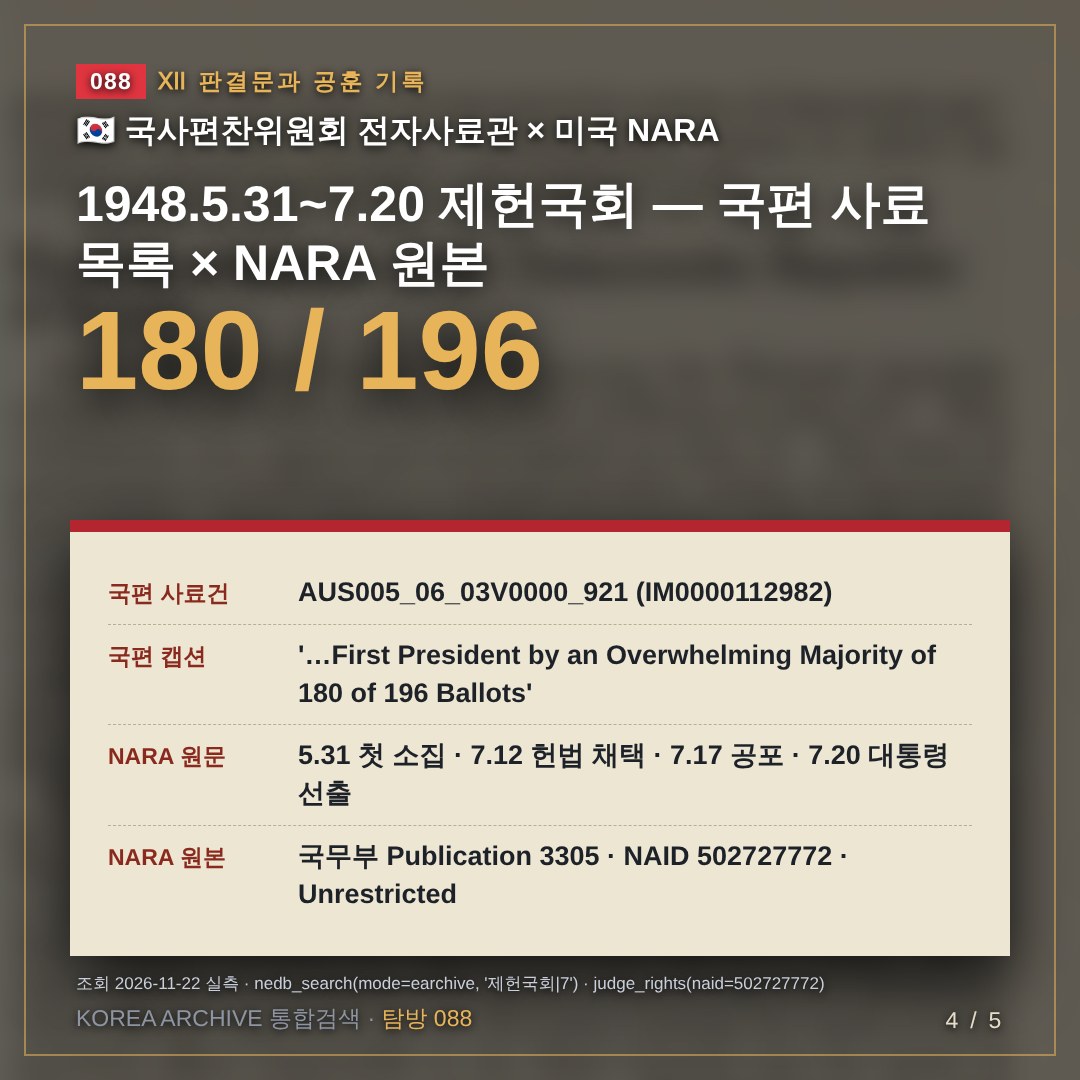 088 Ⅻ 판결문과 공훈 기록
🇰🇷 국사편찬위원회 전자사료관 × 미국 NARA
1948.5.31~7.20 제헌국회 — 국편 사료
목록 × NARA 원본
180 / 196
국편 사료건 AUS005_06_03V0000_921 (IM0000112982)
국편 캡션 '…First President by an Overwhelming Majority of
180 of 196 Ballots'
NARA 원문 5.31 첫 소집 · 7.12 헌법 채택 · 7.17 공포 · 7.20 대통령
선출
NARA 원본 국무부 Publication 3305 · NAID 502727772 ·
Unrestricted
조회 2026-11-22 실측 · nedb_search(mode=earchive, '제헌국회|7') · judge_rights(naid=502727772)
KOREA ARCHIVE 통합검색 · 탐방 088
4 / 5